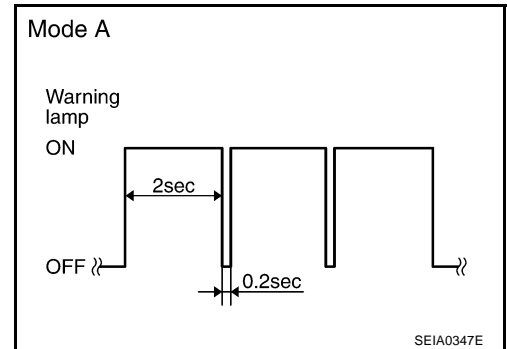 Mode A
Warning
lamp
ON
2sec
OFF
0.2sec
SEIA0347E